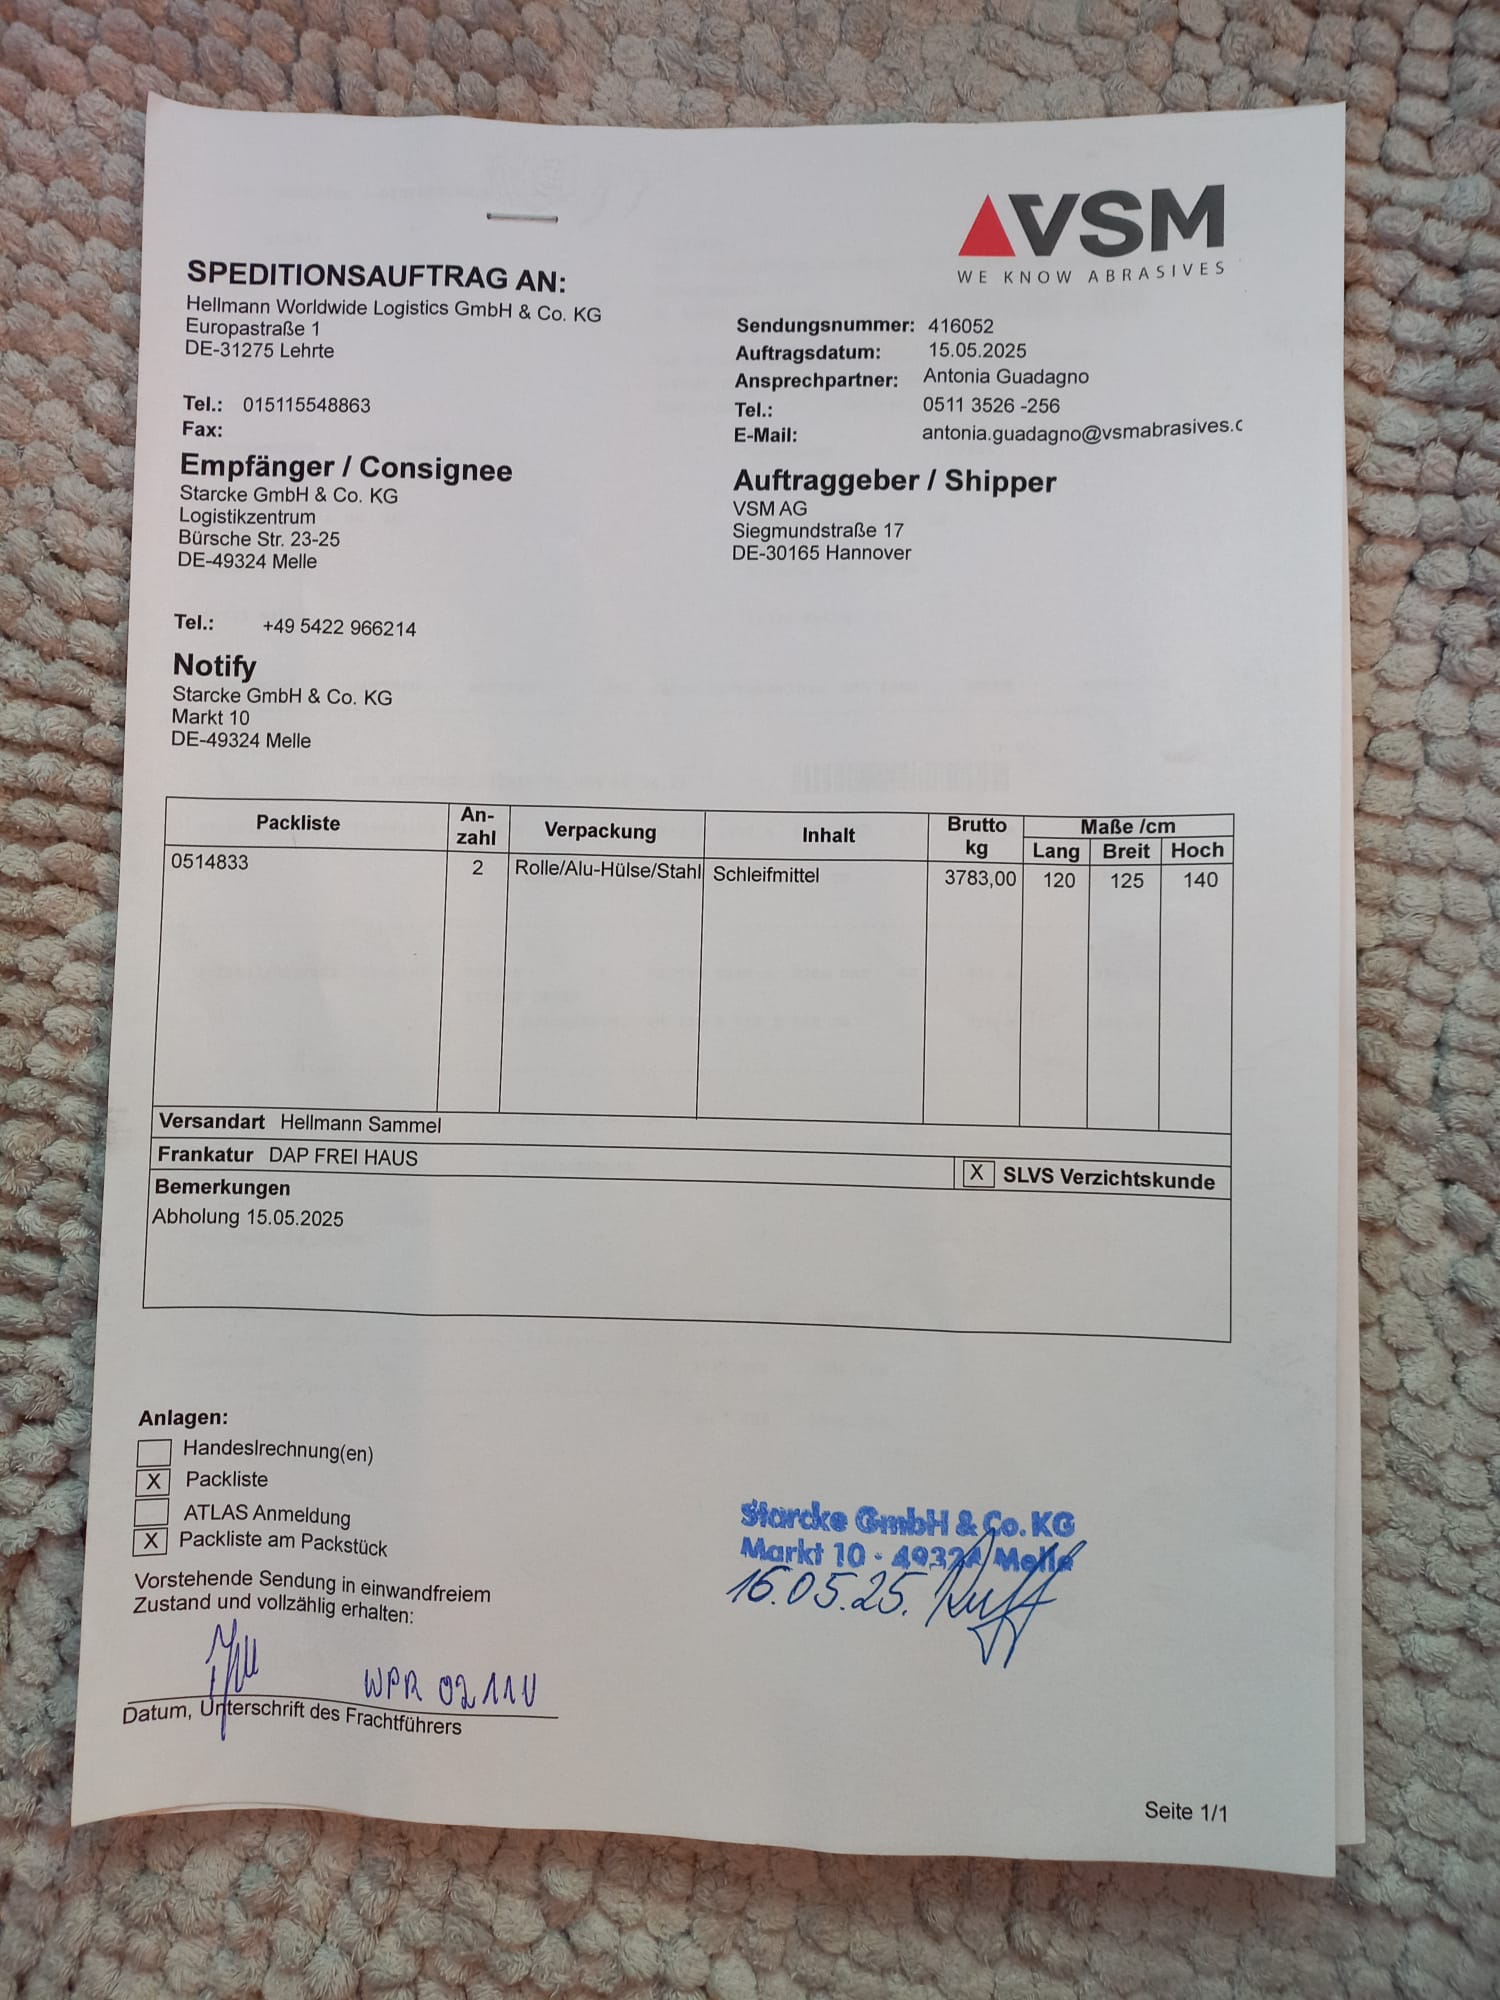 VSM
WE KNOW ABRASIVES
SPEDITIONSAUFTRAG AN:
Hellmann Worldwide Logistics GmbH & Co. KG
Europastraße 1
DE-31275 Lehrte
Tel.: 015115548863
Fax:
Sendungsnummer: 416052
Auftragsdatum: 15.05.2025
Ansprechpartner: Antonia Guadagno
Tel.: 0511 3526 -256
E-Mail: antonia.guadagno@vsmabrasives.c
Empfänger / Consignee
Starcke GmbH & Co. KG
Logistikzentrum
Bürsche Str. 23-25
DE-49324 Melle
Tel.: +49 5422 966214
Auftraggeber / Shipper
VSM AG
Siegmundstraße 17
DE-30165 Hannover
Notify
Starcke GmbH & Co. KG
Markt 10
DE-49324 Melle
Packliste An-zahl Verpackung Inhalt Brutto kg Maße /cm
Lang Breit Hoch
0514833 2 Rolle/Alu-Hülse/Stahl Schleifmittel 3783,00 120 125 140
Versandart Hellmann Sammel
Frankatur DAP FREI HAUS
X SLVS Verzichtskunde
Bemerkungen
Abholung 15.05.2025
Anlagen:
Handeslrechnung(en)
X Packliste
ATLAS Anmeldung
X Packliste am Packstück
Vorstehende Sendung in einwandfreiem
Zustand und vollzählig erhalten:
WPR 0211U
Datum, Unterschrift des Frachtführers
Starcke GmbH & Co. KG
Markt 10 - 49324 Melle
16.05.25.
Seite 1/1